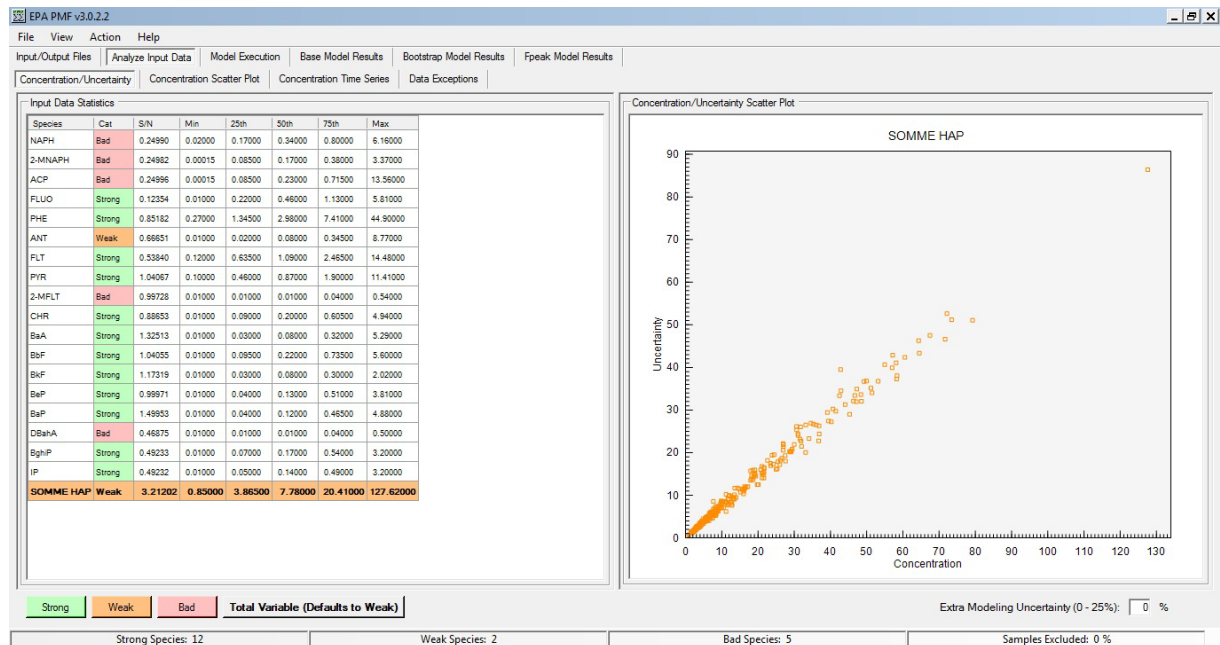 EPA PMF v3.0.2.2
File View Action Help
Input/Output Files Analyze Input Data Model Execution Base Model Results Bootstrap Model Results Fpeak Model Results
Concentration/Uncertainty Concentration Scatter Plot Concentration Time Series Data Exceptions
Input Data Statistics
Species Cat S/N Min 25th 50th 75th Max
NAPH Bad 0.24990 0.02000 0.17000 0.34000 0.80000 6.16000
2-MNAPH Bad 0.24982 0.00015 0.08500 0.17000 0.38000 3.37000
ACP Bad 0.24996 0.00015 0.08500 0.23000 0.71500 13.56000
FLUO Strong 0.12354 0.01000 0.22000 0.46000 1.13000 5.81000
PHE Strong 0.85182 0.27000 1.34500 2.98000 7.41000 44.90000
ANT Weak 0.66651 0.01000 0.02000 0.08000 0.34500 8.77000
FLT Strong 0.53840 0.12000 0.63500 1.09000 2.46500 14.48000
PYR Strong 1.04067 0.10000 0.46000 0.87000 1.90000 11.41000
2-MFLT Bad 0.99728 0.01000 0.01000 0.01000 0.04000 0.54000
CHR Strong 0.88653 0.01000 0.09000 0.20000 0.60500 4.94000
BaA Strong 1.32513 0.01000 0.03000 0.08000 0.32000 5.29000
BbF Strong 1.04055 0.01000 0.09500 0.22000 0.73500 5.60000
BkF Strong 1.17319 0.01000 0.03000 0.08000 0.30000 2.02000
BeP Strong 0.99971 0.01000 0.04000 0.13000 0.51000 3.81000
BaP Strong 1.49953 0.01000 0.04000 0.12000 0.46500 4.88000
DBahA Bad 0.46875 0.01000 0.01000 0.01000 0.04000 0.50000
BghiP Strong 0.49233 0.01000 0.07000 0.17000 0.54000 3.20000
IP Strong 0.49232 0.01000 0.05000 0.14000 0.49000 3.20000
SOMME HAP Weak 3.21202 0.85000 3.86500 7.78000 20.41000 127.62000
Strong Weak Bad Total Variable (Defaults to Weak)
Concentration/Uncertainty Scatter Plot
SOMME HAP
90
80
70
60
50
40
30
20
10
0
Uncertainty
0 10 20 30 40 50 60 70 80 90 100 110 120 130
Concentration
Extra Modeling Uncertainty (0 - 25%): 0 %
Strong Species: 12 Weak Species: 2 Bad Species: 5 Samples Excluded: 0 %